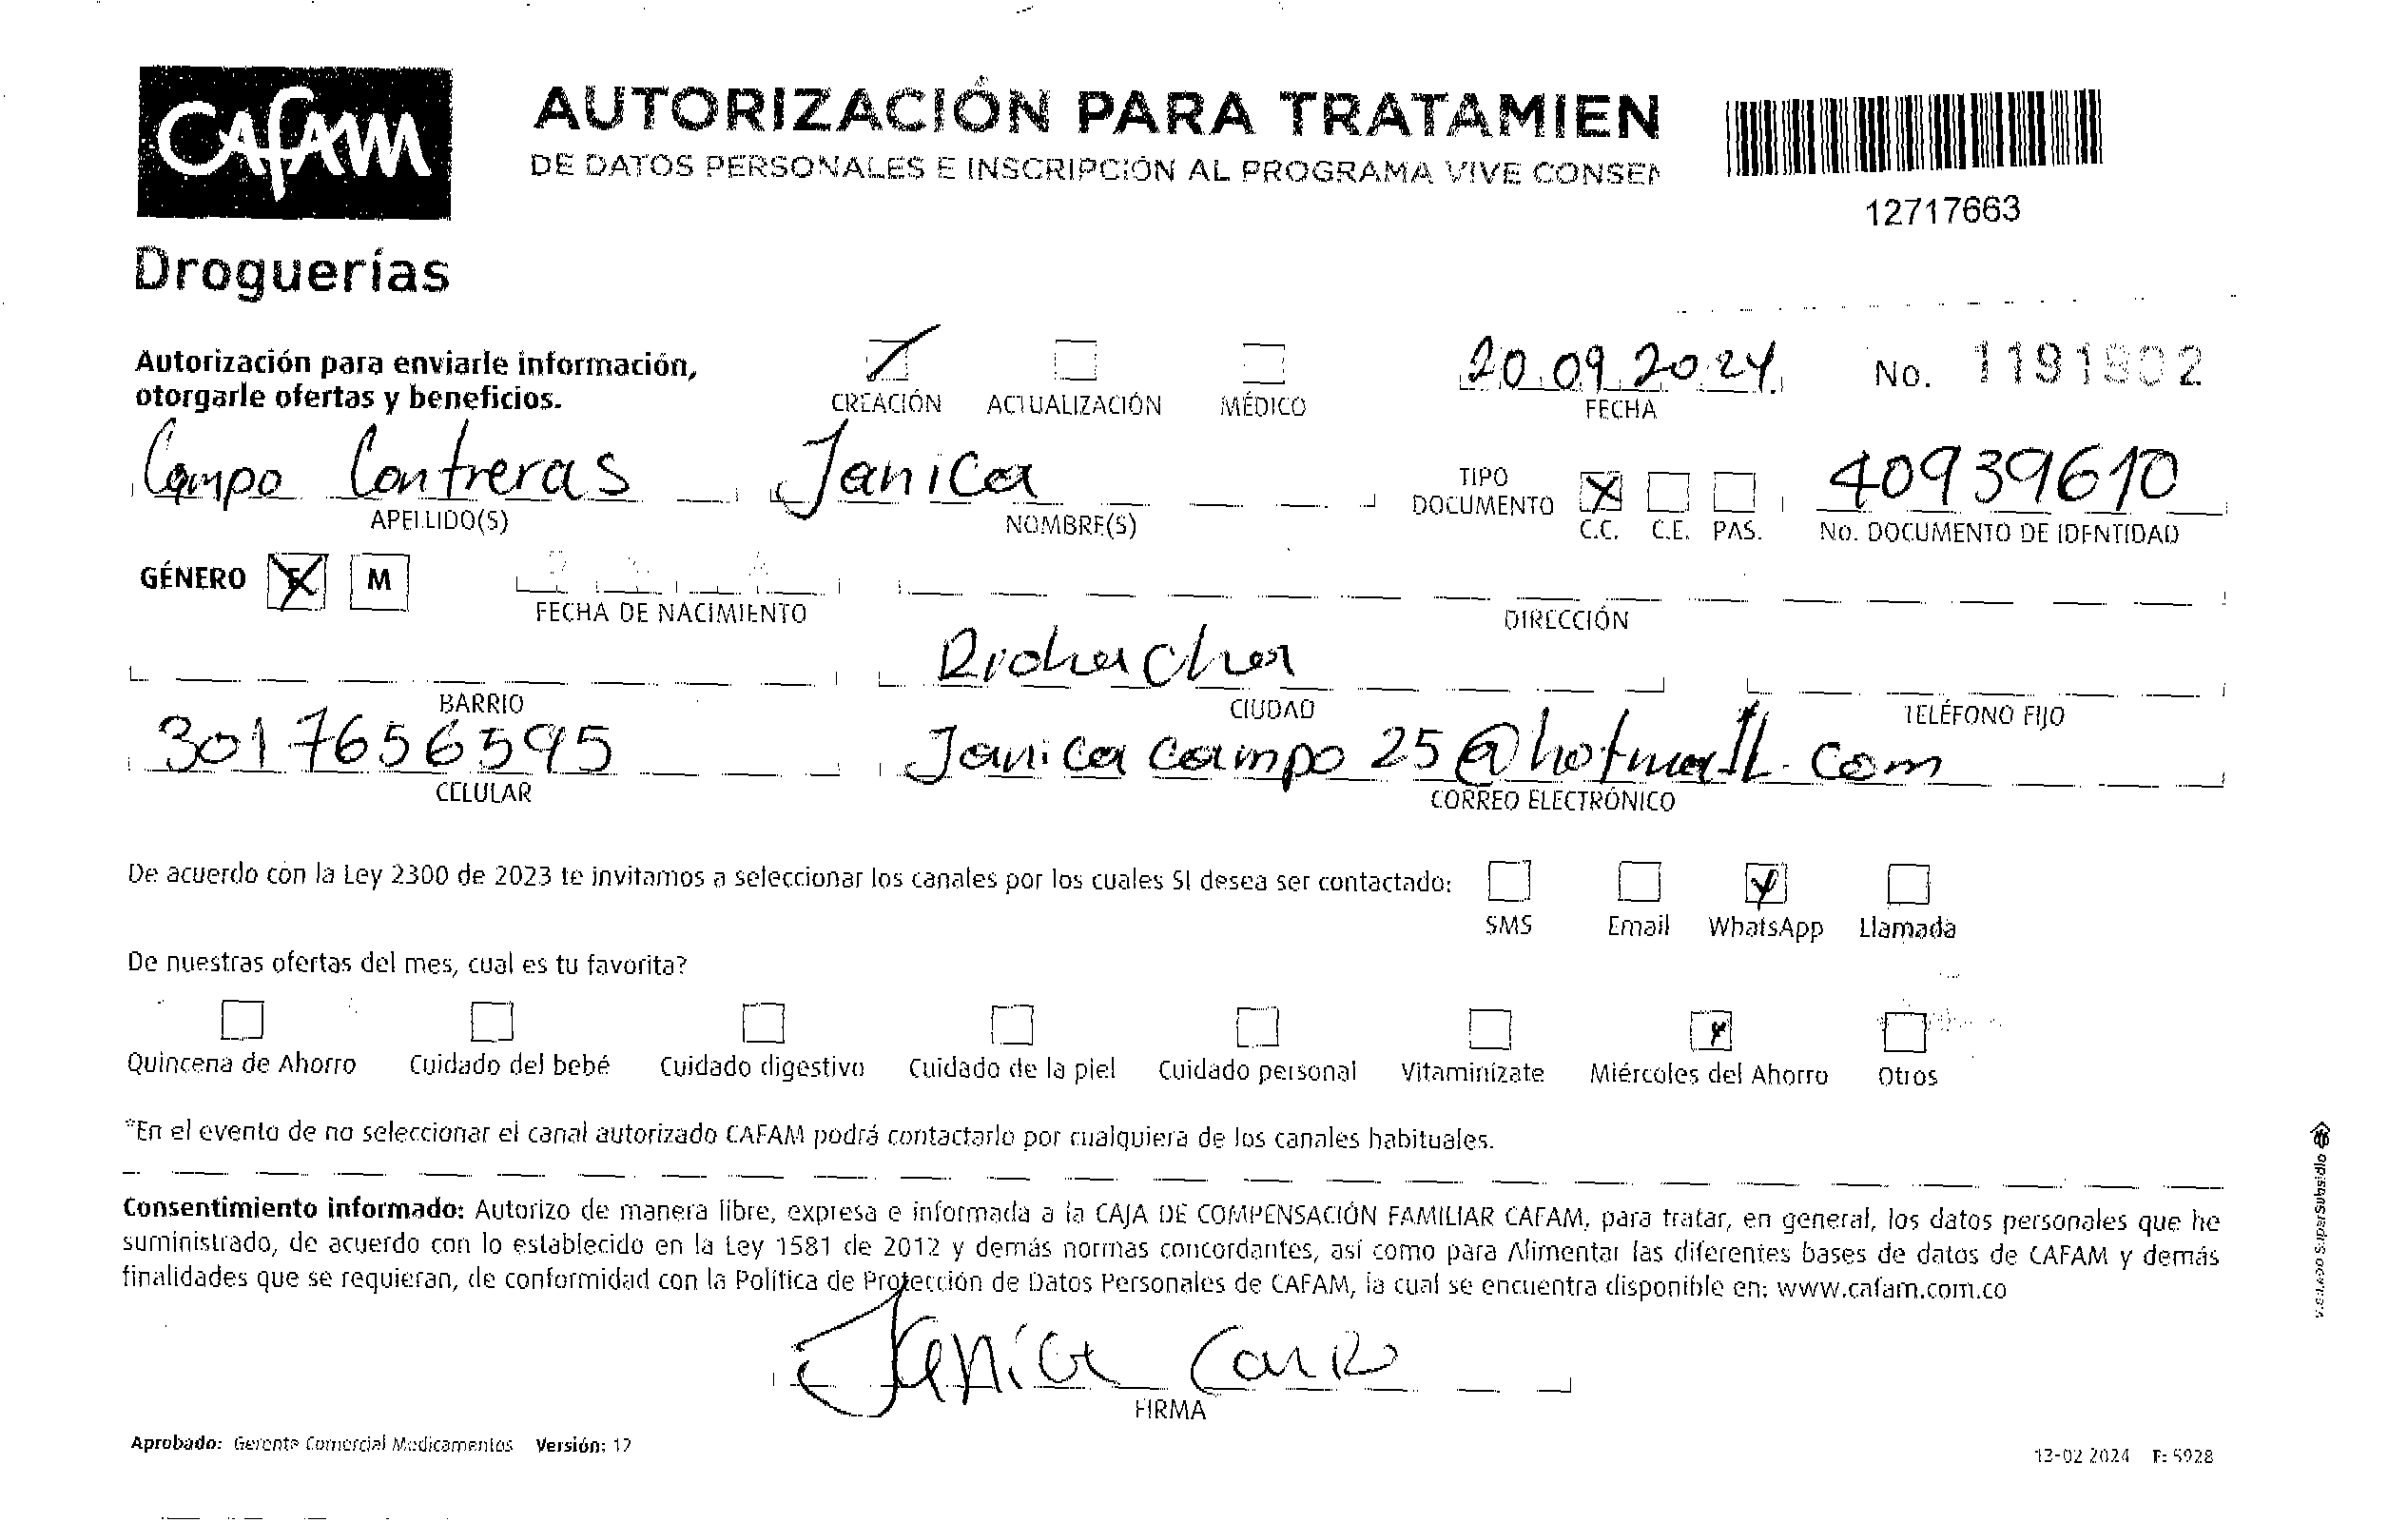 CAFAM
AUTORIZACIÓN PARA TRATAMIEN
DE DATOS PERSONALES E INSCRIPCIÓN AL PROGRAMA VIVE CONSEN
12717663
Droguerías
Autorización para enviarle información,
otorgarle ofertas y beneficios.
CREACIÓN ACTUALIZACIÓN MÉDICO
20 09 2024
FECHA
No. 1191902
Campo Contreras Janica
APELLIDO(S) NOMBRE(S)
TIPO
DOCUMENTO
C.C. C.E. PAS.
40939610
No. DOCUMENTO DE IDENTIDAD
GÉNERO F M
FECHA DE NACIMIENTO
DIRECCIÓN
Riohacha
BARRIO CIUDAD TELÉFONO FIJO
3017656595 Janicacampo25@hotmail.com
CELULAR CORREO ELECTRÓNICO
De acuerdo con la Ley 2300 de 2023 te invitamos a seleccionar los canales por los cuales SI desea ser contactado:
SMS Email WhatsApp Llamada
De nuestras ofertas del mes, cual es tu favorita?
Quincena de Ahorro Cuidado del bebé Cuidado digestivo Cuidado de la piel Cuidado personal Vitaminízate Miércoles del Ahorro Otros
*En el evento de no seleccionar el canal autorizado CAFAM podrá contactarlo por cualquiera de los canales habituales.
Consentimiento informado: Autorizo de manera libre, expresa e informada a la CAJA DE COMPENSACIÓN FAMILIAR CAFAM, para tratar, en general, los datos personales que he
suministrado, de acuerdo con lo establecido en la Ley 1581 de 2012 y demás normas concordantes, así como para Alimentar las diferentes bases de datos de CAFAM y demás
finalidades que se requieran, de conformidad con la Política de Protección de Datos Personales de CAFAM, la cual se encuentra disponible en: www.cafam.com.co
Janica
FIRMA
Aprobado: Gerente Comercial Medicamentos Versión: 12
13-02 2024 F: 5928
SuperSubsidio